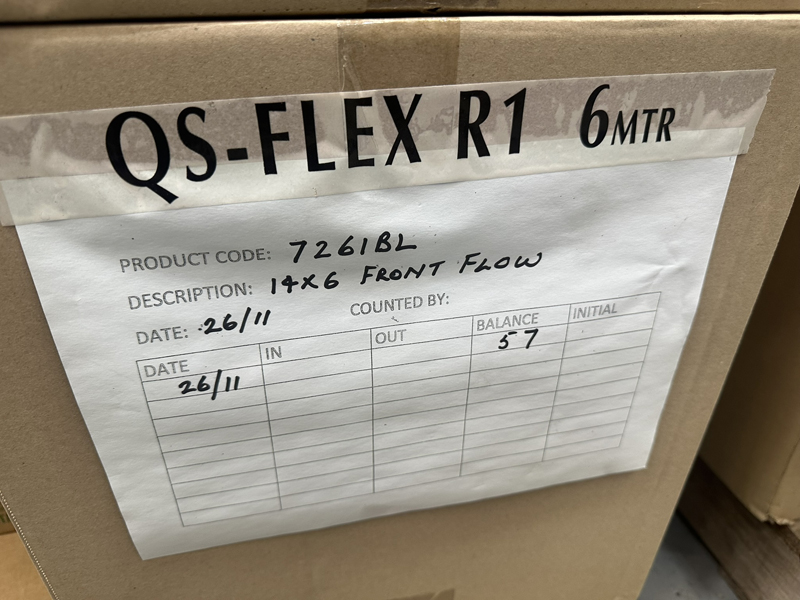 QS-FLEX R1 6MTR
PRODUCT CODE: 7261BL
DESCRIPTION: 14X6 FRONT FLOW
DATE: 26/11 COUNTED BY:
DATE IN OUT BALANCE INITIAL
26/11 57